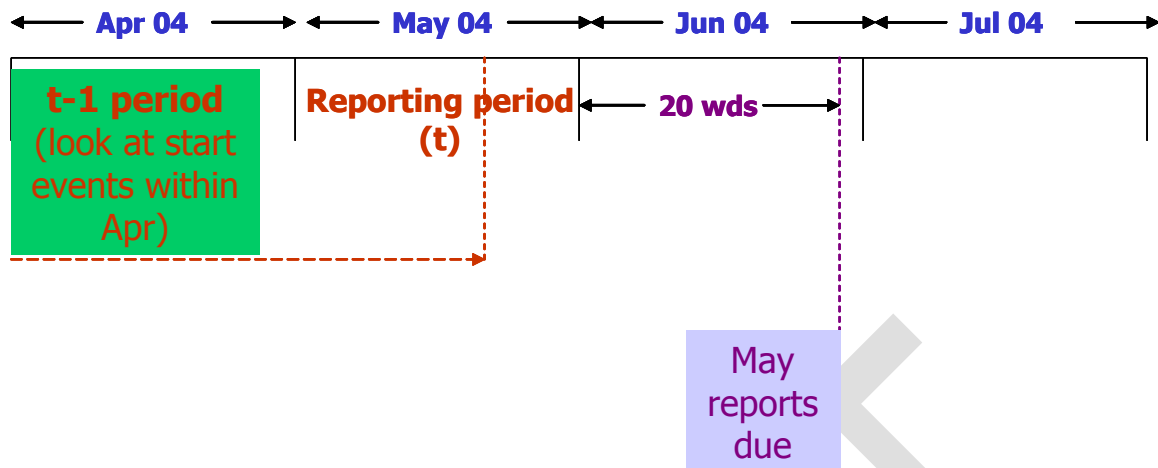 Apr 04 May 04 Jun 04 Jul 04
t-1 period
(look at start
events within
Apr)
Reporting period
(t)
20 wds
May
reports
due